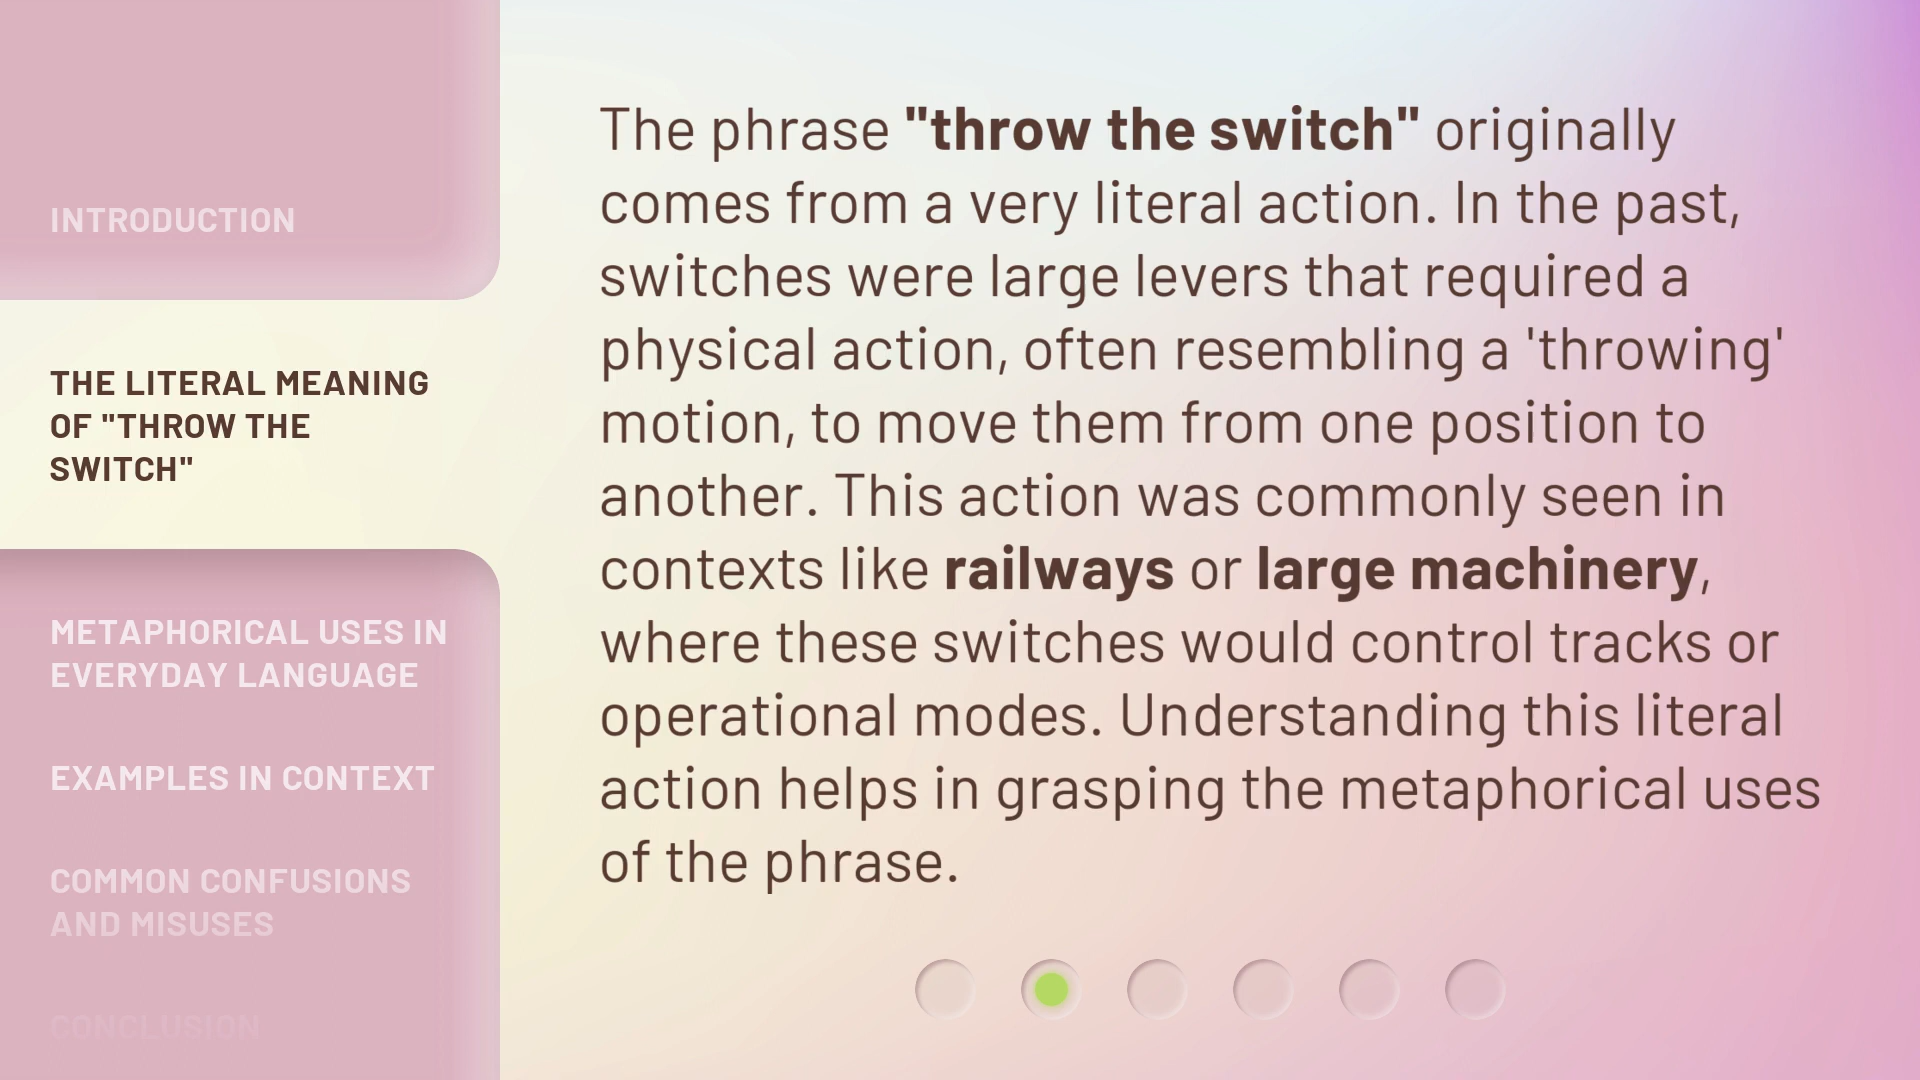 INTRODUCTION
THE LITERAL MEANING
OF "THROW THE
SWITCH"
METAPHORICAL USES IN
EVERYDAY LANGUAGE
EXAMPLES IN CONTEXT
COMMON CONFUSIONS
AND MISUSES
CONCLUSION
The phrase "throw the switch" originally
comes from a very literal action. In the past,
switches were large levers that required a
physical action, often resembling a 'throwing'
motion, to move them from one position to
another. This action was commonly seen in
contexts like railways or large machinery,
where these switches would control tracks or
operational modes. Understanding this literal
action helps in grasping the metaphorical uses
of the phrase.